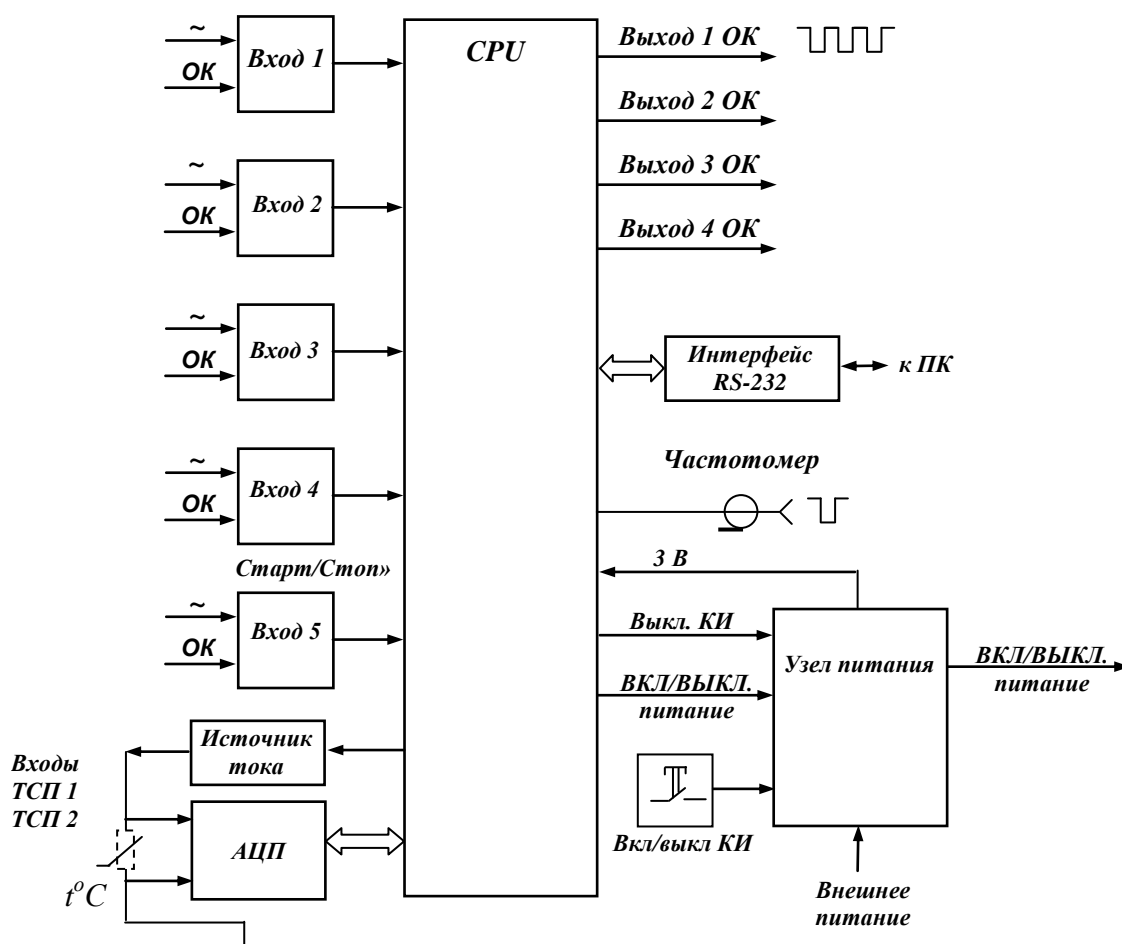 ~
ОК
Вход 1
~
ОК
Вход 2
~
ОК
Вход 3
~
ОК
Вход 4
Старт/Стоп»
~
ОК
Вход 5
Источник
тока
Входы
ТСП 1
ТСП 2
АЦП
t°C
CPU
Выход 1 ОК
Выход 2 ОК
Выход 3 ОК
Выход 4 ОК
Интерфейс
RS-232
к ПК
Частотомер
3 В
Выкл. КИ
ВКЛ/ВЫКЛ.
питание
Узел питания
ВКЛ/ВЫКЛ.
питание
Вкл/выкл КИ
Внешнее
питание